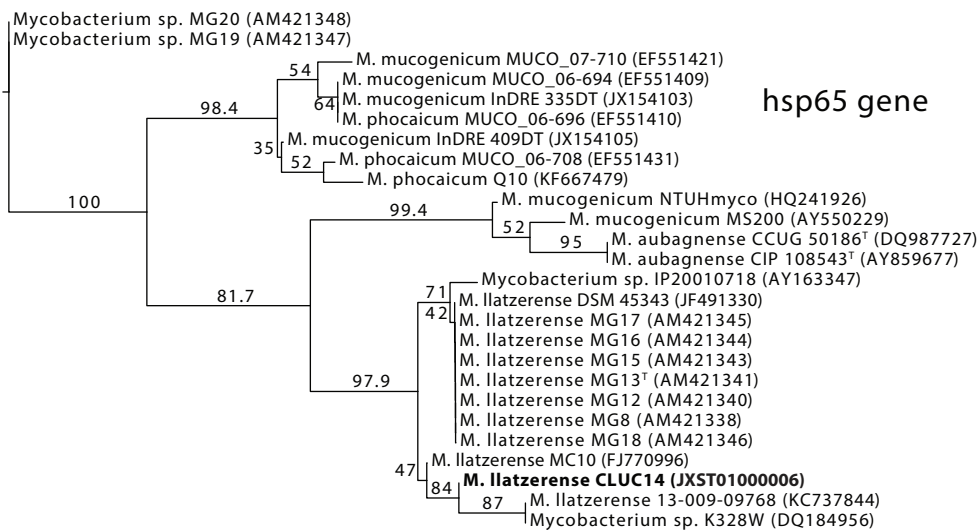 Mycobacterium sp. MG20 (AM421348)
Mycobacterium sp. MG19 (AM421347)
M. mucogenicum MUCO_07-710 (EF551421)
54
M. mucogenicum MUCO_06-694 (EF551409)
64
M. mucogenicum InDRE 335DT (JX154103)
hsp65 gene
98.4
M. phocaicum MUCO_06-696 (EF551410)
M. mucogenicum InDRE 409DT (JX154105)
35
52
M. phocaicum MUCO_06-708 (EF551431)
M. phocaicum Q10 (KF667479)
100
M. mucogenicum NTUHmyco (HQ241926)
99.4
M. mucogenicum MS200 (AY550229)
52
M. aubagnense CCUG 50186ᵀ (DQ987727)
95
M. aubagnense CIP 108543ᵀ (AY859677)
81.7
Mycobacterium sp. IP20010718 (AY163347)
71
M. llatzerense DSM 45343 (JF491330)
42
M. llatzerense MG17 (AM421345)
M. llatzerense MG16 (AM421344)
M. llatzerense MG15 (AM421343)
97.9
M. llatzerense MG13ᵀ (AM421341)
M. llatzerense MG12 (AM421340)
M. llatzerense MG8 (AM421338)
M. llatzerense MG18 (AM421346)
M. llatzerense MC10 (FJ770996)
47
M. llatzerense CLUC14 (JXST01000006)
84
M. llatzerense 13-009-09768 (KC737844)
87
Mycobacterium sp. K328W (DQ184956)